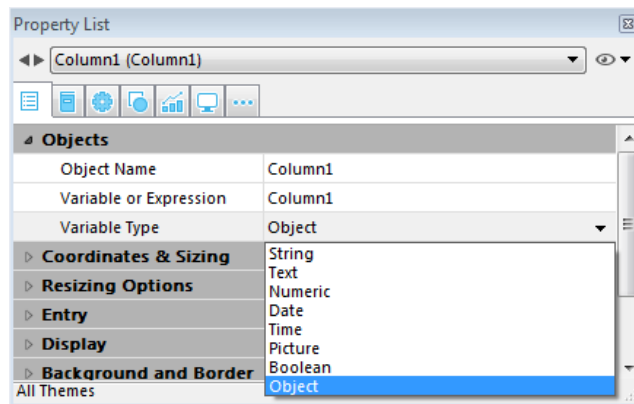 Property List
Column1 (Column1)
Objects
Object Name Column1
Variable or Expression Column1
Variable Type Object
Coordinates & Sizing
String
Text
Resizing Options
Numeric
Entry
Date
Time
Display
Picture
Background and Border
Boolean
All Themes
Object